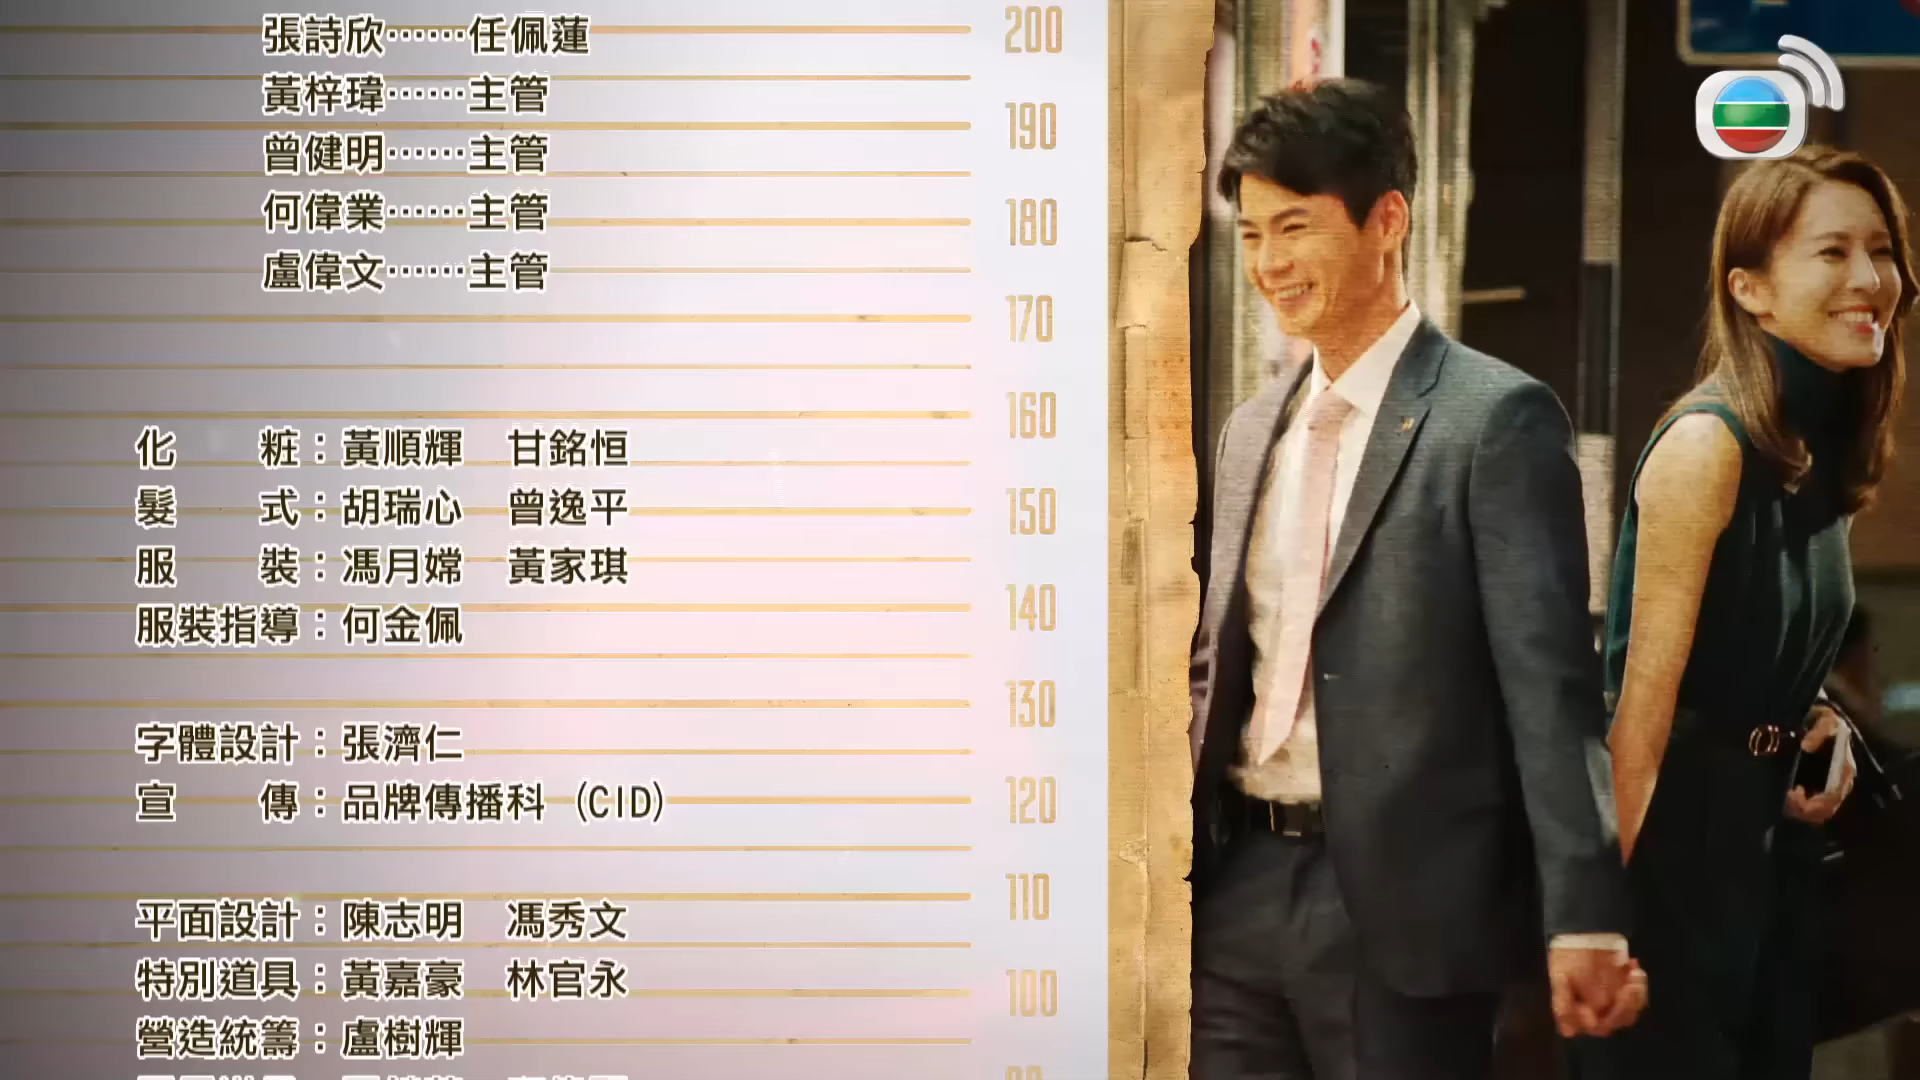 張詩欣⋯⋯任佩蓮
黃梓瑋⋯⋯主管
曾健明⋯⋯主管
何偉業⋯⋯主管
盧偉文⋯⋯主管
化　　粧：黃順輝　甘銘恒
髮　　式：胡瑞心　曾逸平
服　　裝：馮月嫦　黃家琪
服裝指導：何金佩
字體設計：張濟仁
宣　　傳：品牌傳播科 (CID)
平面設計：陳志明　馮秀文
特別道具：黃嘉豪　林官永
營造統籌：盧樹輝
200
190
180
170
160
150
140
130
120
110
100